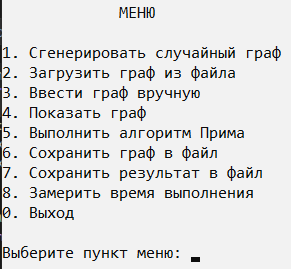 МЕНЮ
1. Сгенерировать случайный граф
2. Загрузить граф из файла
3. Ввести граф вручную
4. Показать граф
5. Выполнить алгоритм Прима
6. Сохранить граф в файл
7. Сохранить результат в файл
8. Замерить время выполнения
0. Выход
Выберите пункт меню: